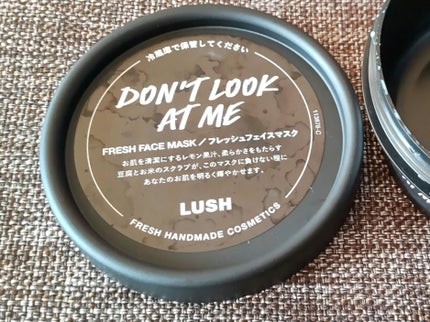 冷蔵庫で保管してください
DON'T LOOK
AT ME
FRESH FACE MASK / フレッシュフェイスマスク
お肌を清潔にするレモン果汁、柔らかさをもたらす
豆腐とお米のスクラブが、このマスクに負けない程に
あなたのお肌を明るく輝やかせます。
LUSH
FRESH HANDMADE COSMETICS